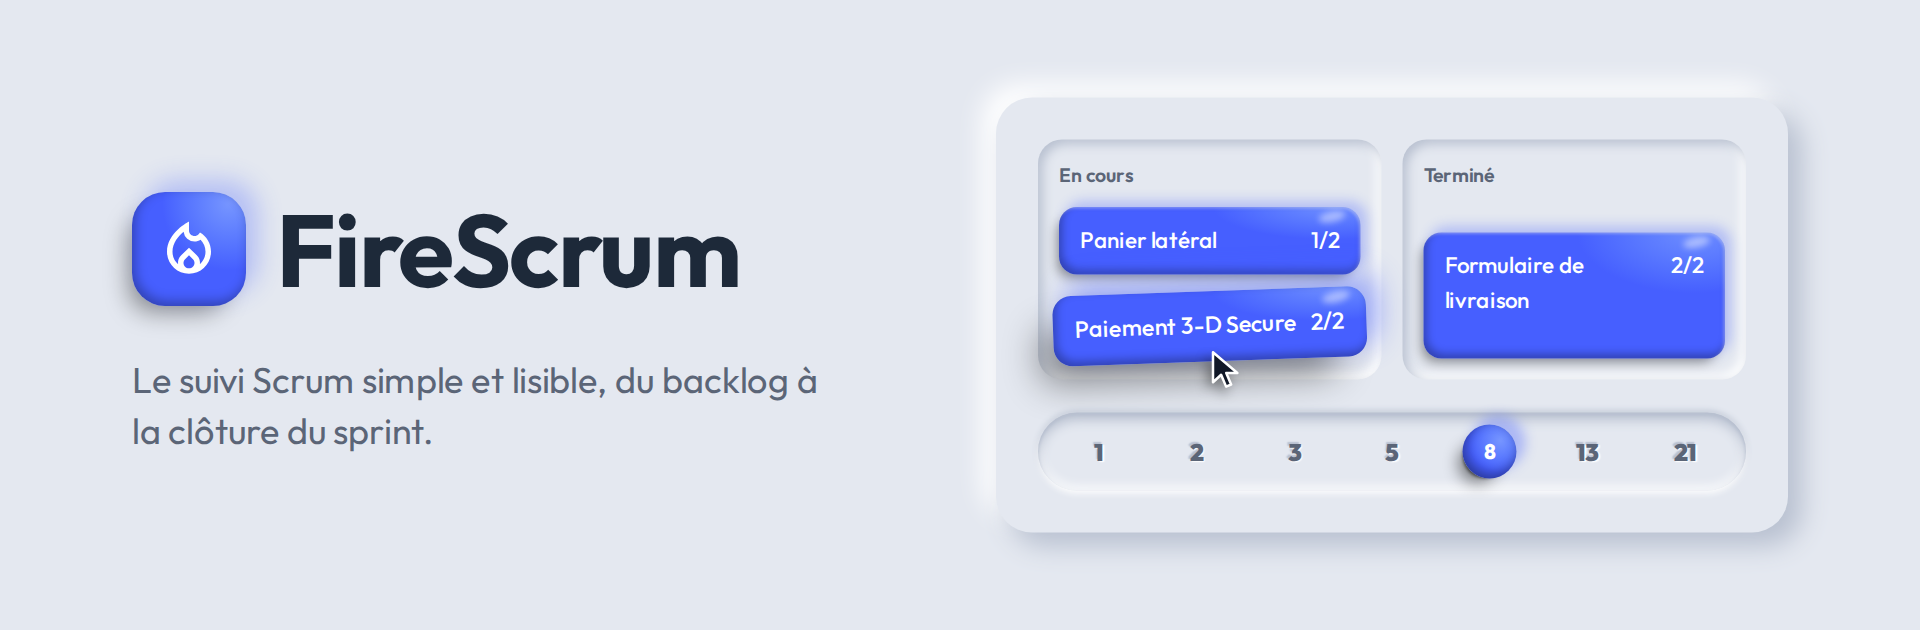 FireScrum
Le suivi Scrum simple et lisible, du backlog à
la clôture du sprint.
En cours
Panier latéral 1/2
Paiement 3-D Secure 2/2
Terminé
Formulaire de 2/2
livraison
1 2 3 5 8 13 21